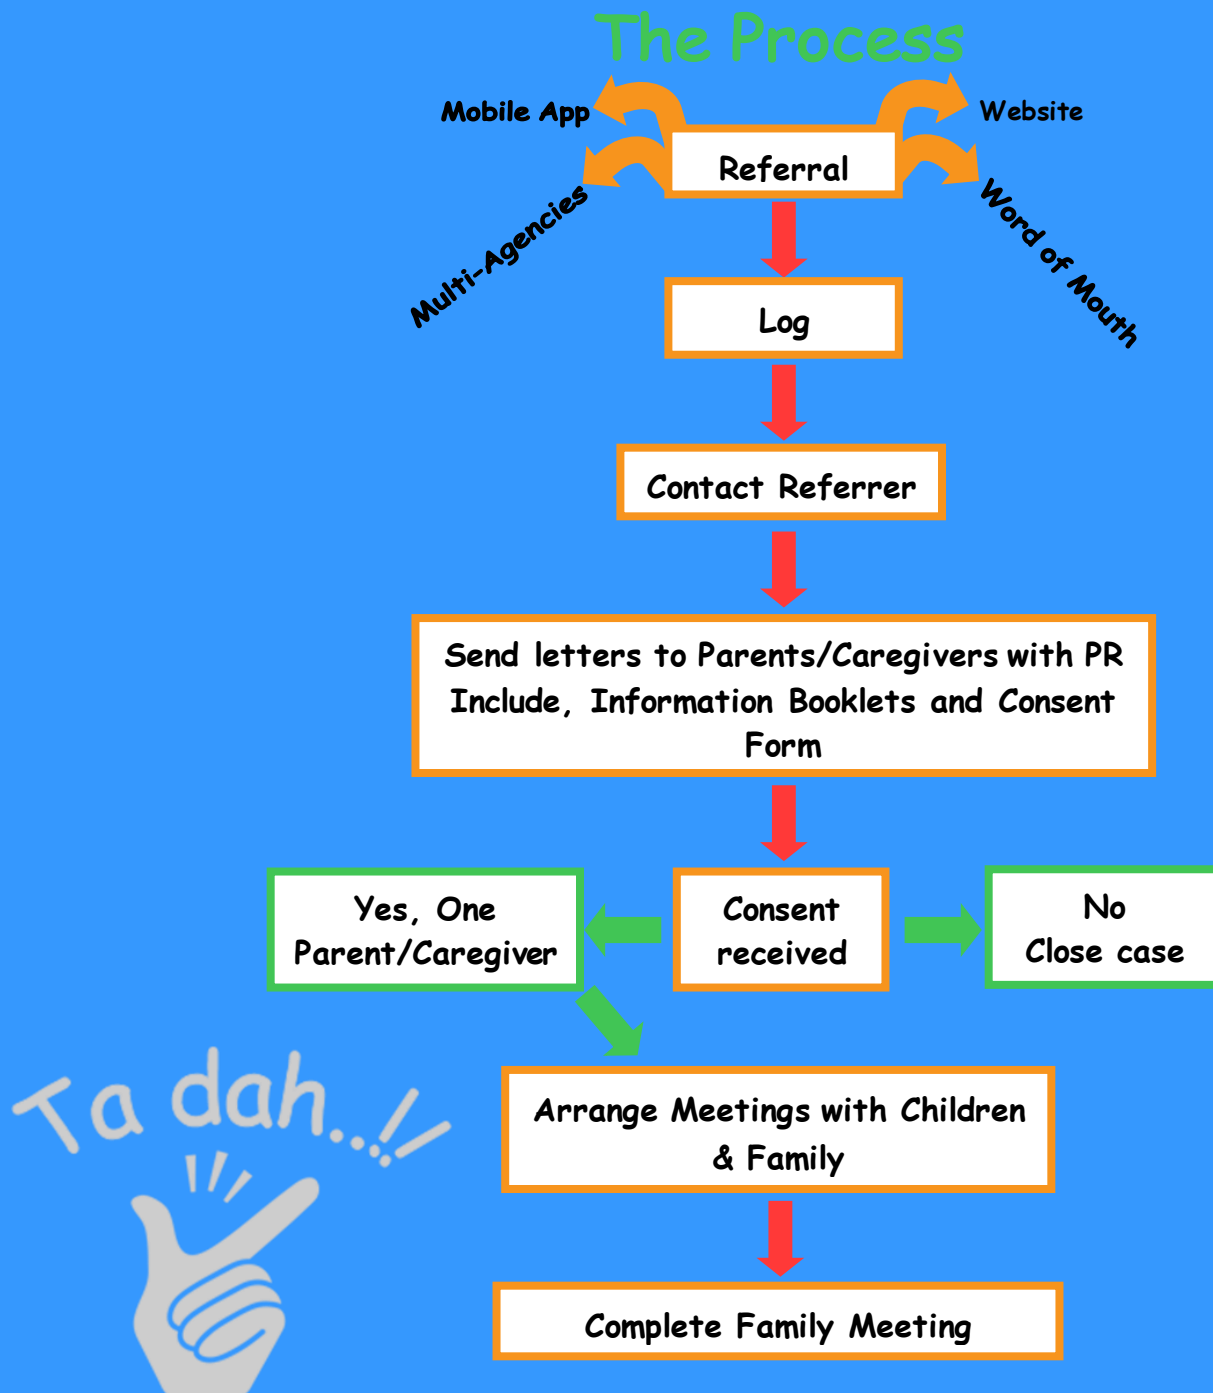 The Process
Mobile App
Website
Referral
Multi-Agencies
Word of Mouth
Log
Contact Referrer
Send letters to Parents/Caregivers with PR
Include, Information Booklets and Consent
Form
Yes, One
Parent/Caregiver
Consent
received
No
Close case
Ta dah..!/
Arrange Meetings with Children
& Family
Complete Family Meeting